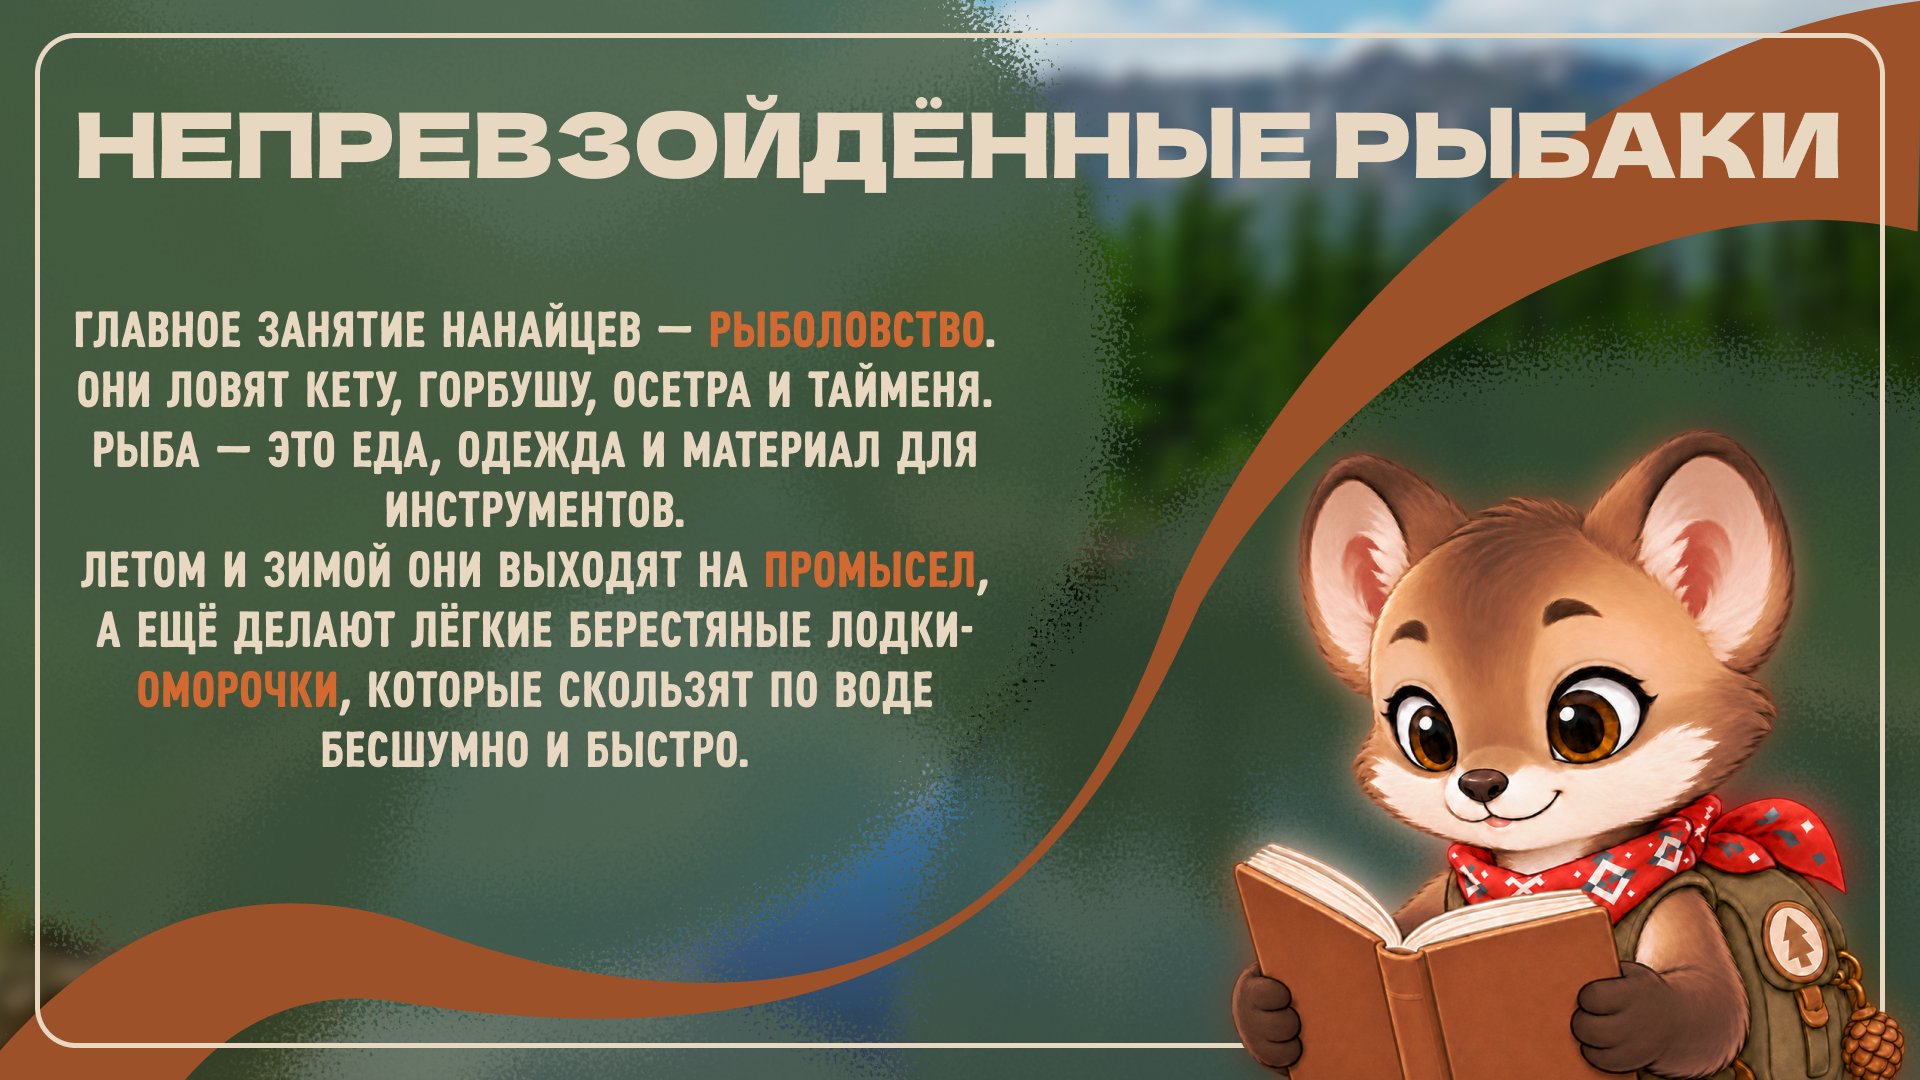 НЕПРЕВЗОЙДЁННЫЕ РЫБАКИ
ГЛАВНОЕ ЗАНЯТИЕ НАНАЙЦЕВ — РЫБОЛОВСТВО.
ОНИ ЛОВЯТ КЕТУ, ГОРБУШУ, ОСЕТРА И ТАЙМЕНЯ.
РЫБА — ЭТО ЕДА, ОДЕЖДА И МАТЕРИАЛ ДЛЯ
ИНСТРУМЕНТОВ.
ЛЕТОМ И ЗИМОЙ ОНИ ВЫХОДЯТ НА ПРОМЫСЕЛ,
А ЕЩЁ ДЕЛАЮТ ЛЁГКИЕ БЕРЕСТЯНЫЕ ЛОДКИ-
ОМОРОЧКИ, КОТОРЫЕ СКОЛЬЗЯТ ПО ВОДЕ
БЕСШУМНО И БЫСТРО.